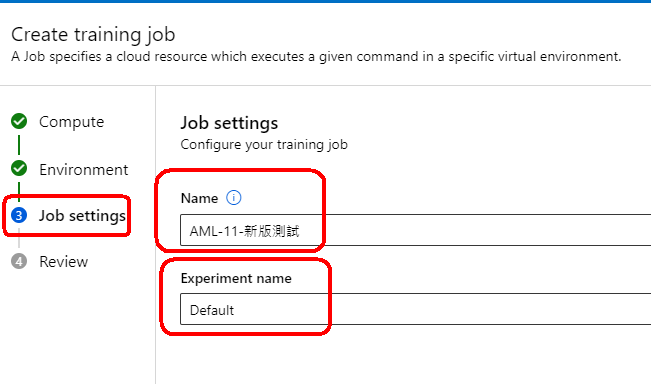 Create training job
A Job specifies a cloud resource which executes a given command in a specific virtual environment.
Compute
Environment
3 Job settings
4 Review
Job settings
Configure your training job
Name
AML-11-新版測試
Experiment name
Default